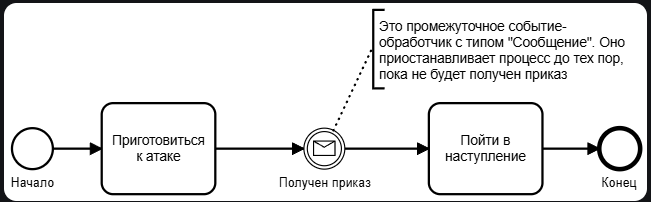 Это промежуточное событие-
обработчик с типом "Сообщение". Оно
приостанавливает процесс до тех пор,
пока не будет получен приказ
Приготовиться
к атаке
Пойти в
наступление
Начало
Получен приказ
Конец